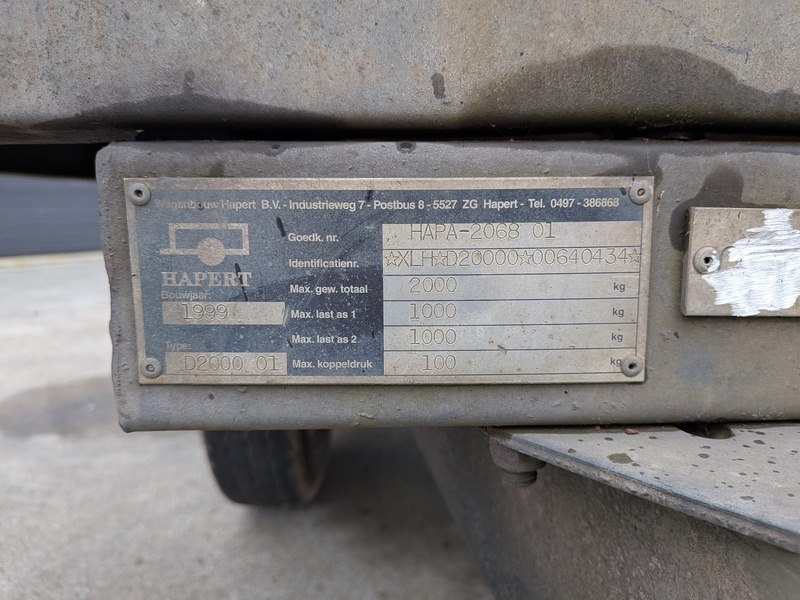 Wagenbouw Hapert B.V. - Industrieweg 7 - Postbus 8 - 5527 ZG Hapert - Tel. 0497 - 386868
HAPERT
Bouwjaar:
1999
Type:
D2000 01
Goedk. nr. HAPA-2068 01
Identificatienr. ☆XLH☆D20000☆00640434☆
Max. gew. totaal 2000 kg
Max. last as 1 1000 kg
Max. last as 2 1000 kg
Max. koppeldruk 100 kg